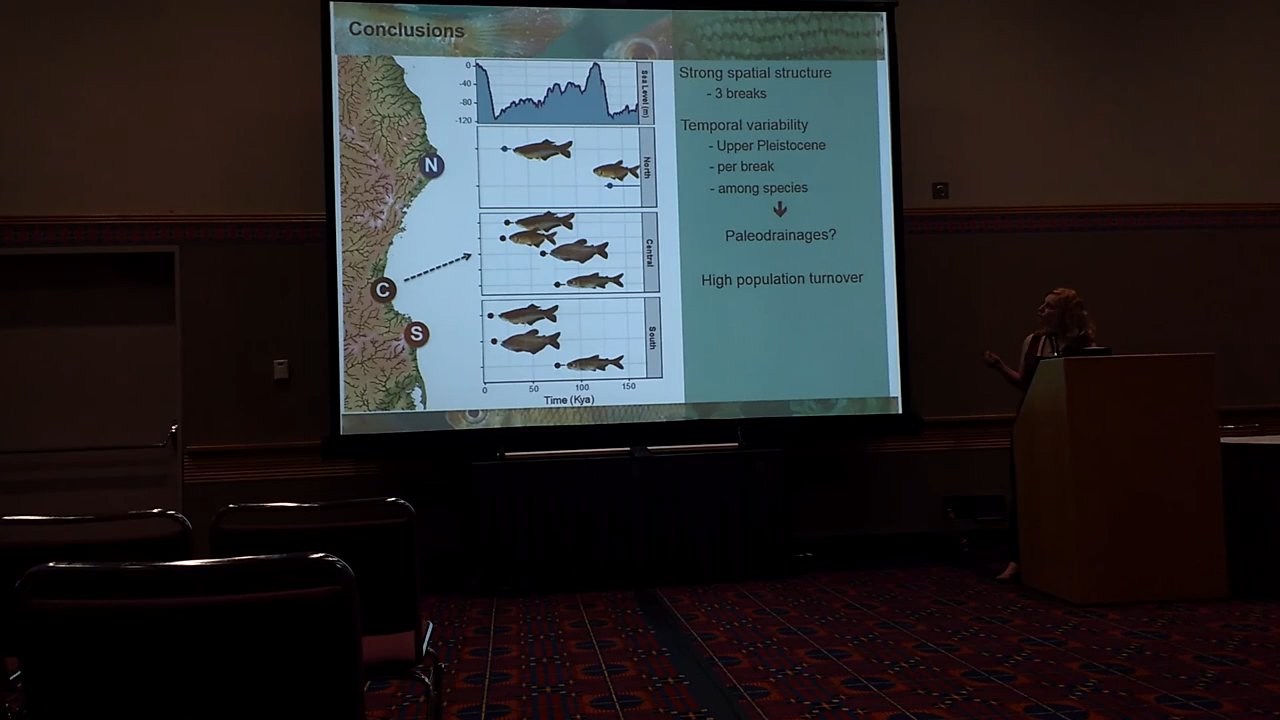 Conclusions
0
-40
-80
-120
Sea Level (m)
North
Central
South
0 50 100 150
Time (Kya)
N
C
S
Strong spatial structure
- 3 breaks
Temporal variability
- Upper Pleistocene
- per break
- among species
Paleodrainages?
High population turnover